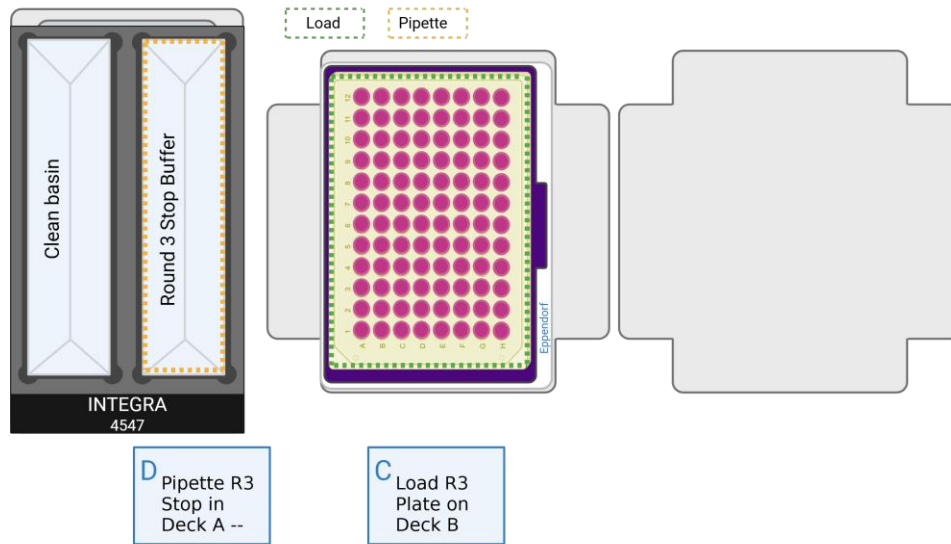 Load
Pipette
Clean basin
Round 3 Stop Buffer
12
11
10
9
8
7
6
5
4
3
2
1
A
B
C
D
E
F
G
H
Eppendorf
INTEGRA
4547
D
Pipette R3
Stop in
Deck A --
C
Load R3
Plate on
Deck B